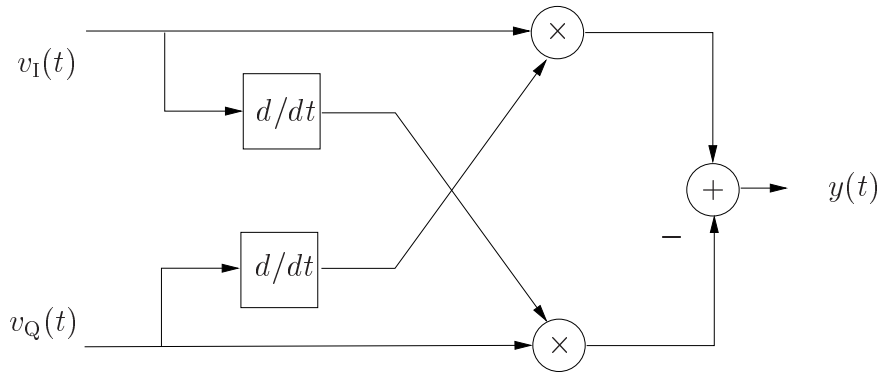 ×
v_I(t)
d/dt
+
y(t)
−
d/dt
v_Q(t)
×